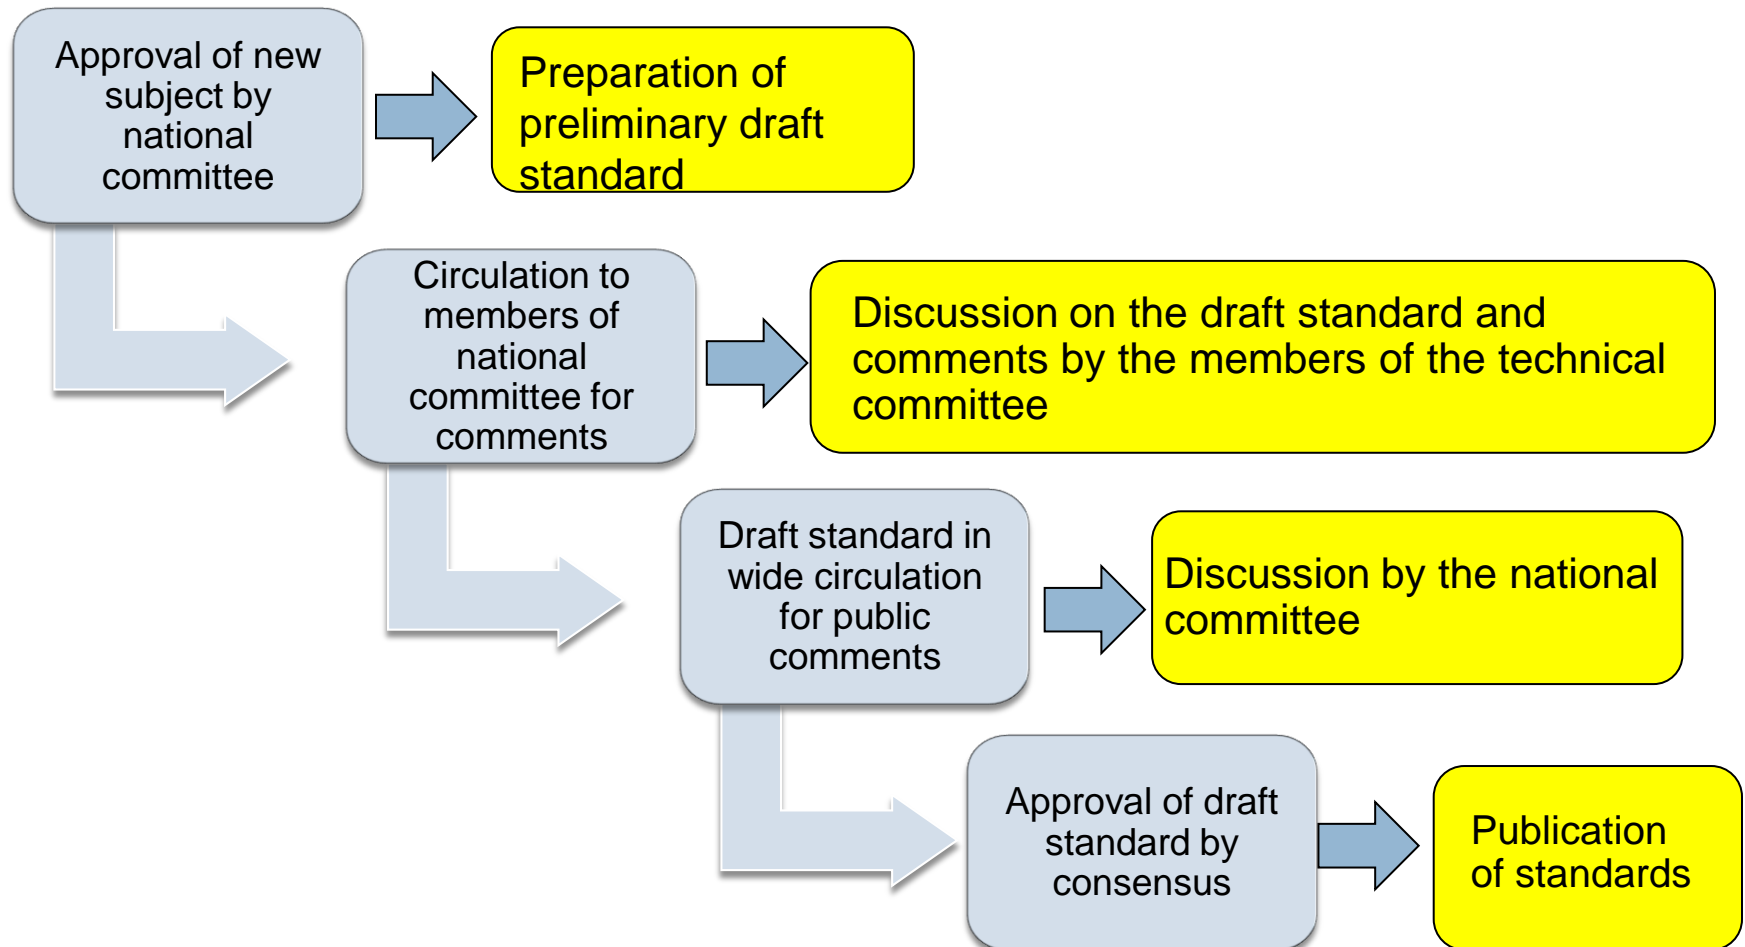 Approval of new
subject by
national
committee
Preparation of
preliminary draft
standard
Circulation to
members of
national
committee for
comments
Discussion on the draft standard and
comments by the members of the technical
committee
Draft standard in
wide circulation
for public
comments
Discussion by the national
committee
Approval of draft
standard by
consensus
Publication
of standards